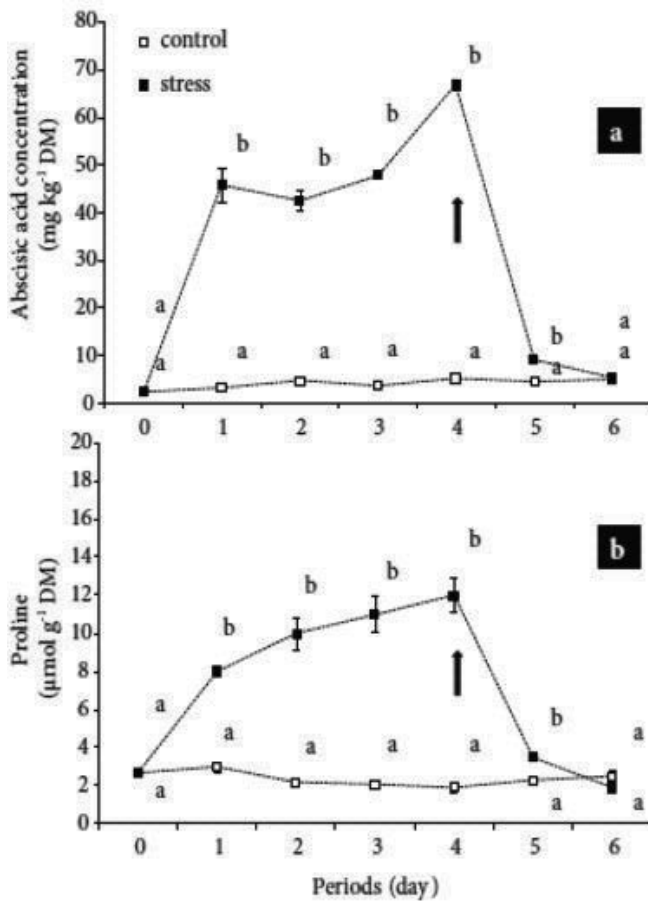 80
control
b
stress
70
b
60
b
b
a
50
40
30
20
a
b
a
a
a
a
a
a
a
10
a
0
0 1 2 3 4 5 6
Abscisic acid concentration
(mg kg⁻¹ DM)
20
18
16
b
b
14
b
b
12
b
10
8
a
6
b
a
a
a
a
a
4
2
a
a
a
0
0 1 2 3 4 5 6
Proline
(μmol g⁻¹ DM)
Periods (day)